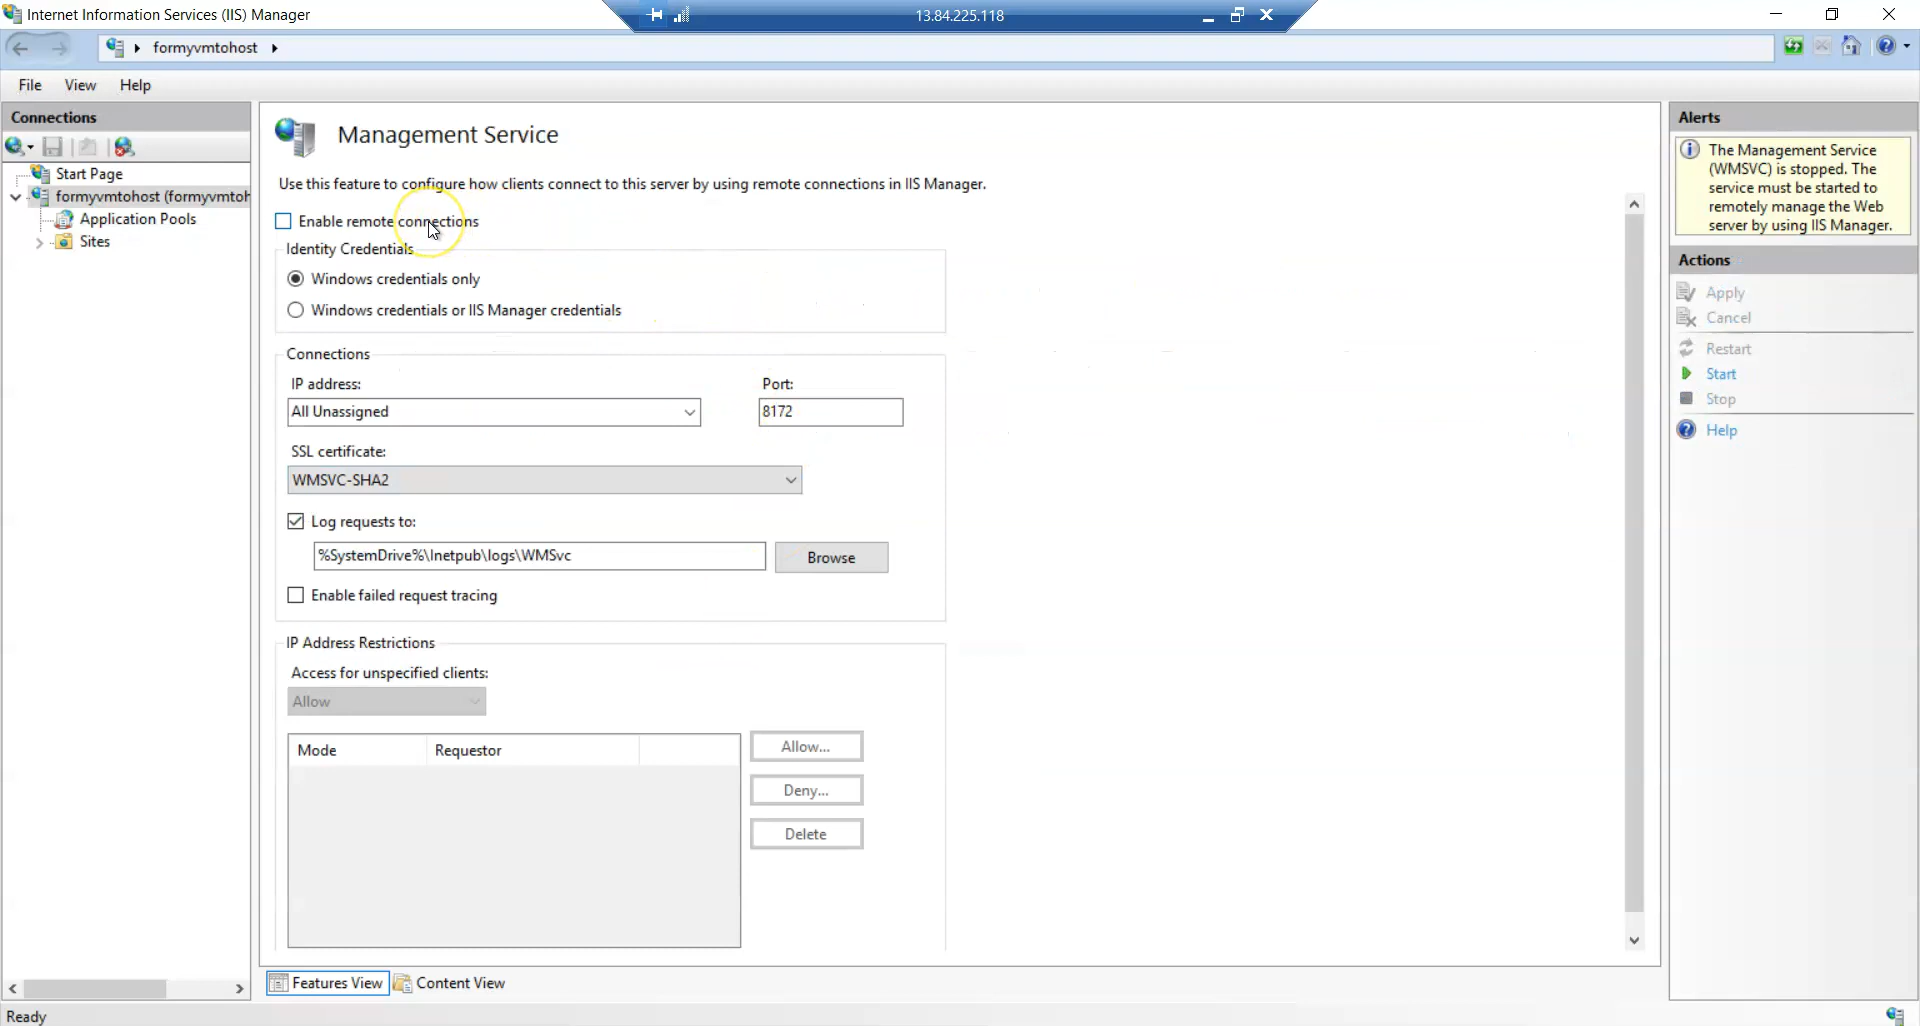 Internet Information Services (IIS) Manager
13.84.225.118
formyvmtohost
File View Help
Connections
Start Page
formyvmtohost (formyvmtoh
Application Pools
Sites
Management Service
Use this feature to configure how clients connect to this server by using remote connections in IIS Manager.
Enable remote connections
Identity Credentials
Windows credentials only
Windows credentials or IIS Manager credentials
Connections
IP address: Port:
All Unassigned 8172
SSL certificate:
WMSVC-SHA2
Log requests to:
%SystemDrive%\Inetpub\logs\WMSvc Browse
Enable failed request tracing
IP Address Restrictions
Access for unspecified clients:
Allow
Mode Requestor
Allow...
Deny...
Delete
Features View Content View
Alerts
The Management Service
(WMSVC) is stopped. The
service must be started to
remotely manage the Web
server by using IIS Manager.
Actions
Apply
Cancel
Restart
Start
Stop
Help
Ready